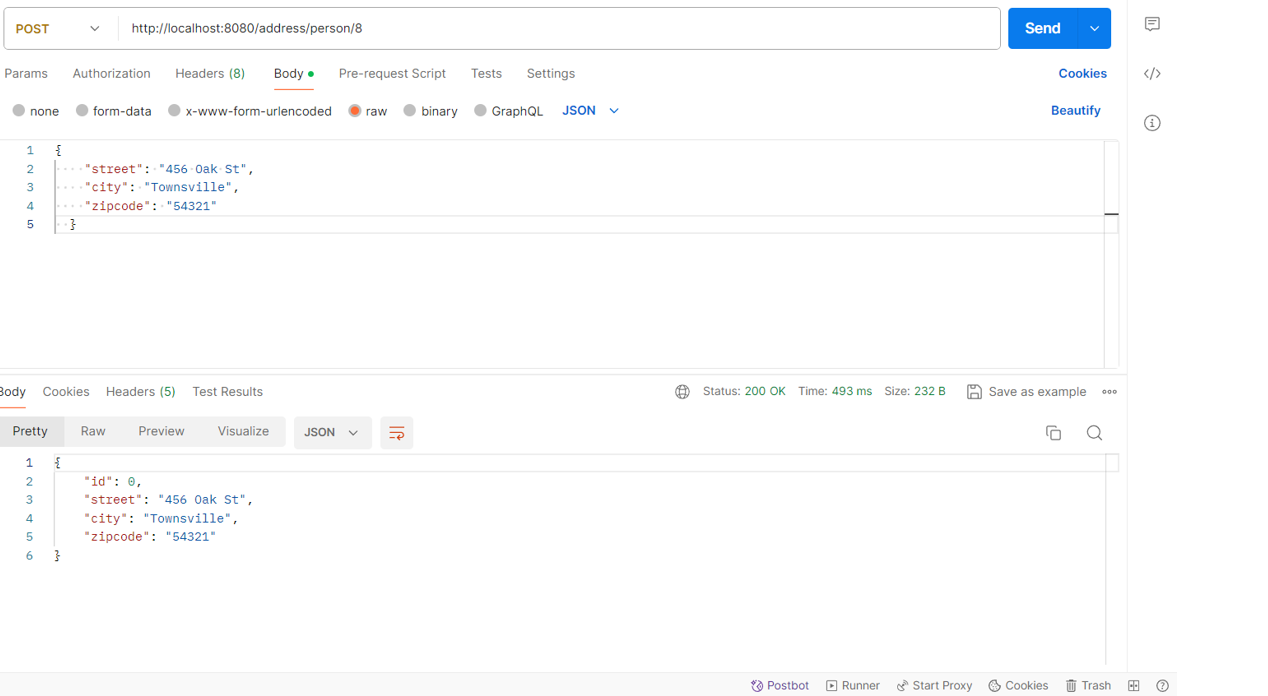 POST http://localhost:8080/address/person/8 Send
Params Authorization Headers (8) Body Pre-request Script Tests Settings Cookies
none form-data x-www-form-urlencoded raw binary GraphQL JSON Beautify
1 {
2 "street": "456 Oak St",
3 "city": "Townsville",
4 "zipcode": "54321"
5 }
Body Cookies Headers (5) Test Results Status: 200 OK Time: 493 ms Size: 232 B Save as example
Pretty Raw Preview Visualize JSON
1 {
2 "id": 0,
3 "street": "456 Oak St",
4 "city": "Townsville",
5 "zipcode": "54321"
6 }
Postbot Runner Start Proxy Cookies Trash